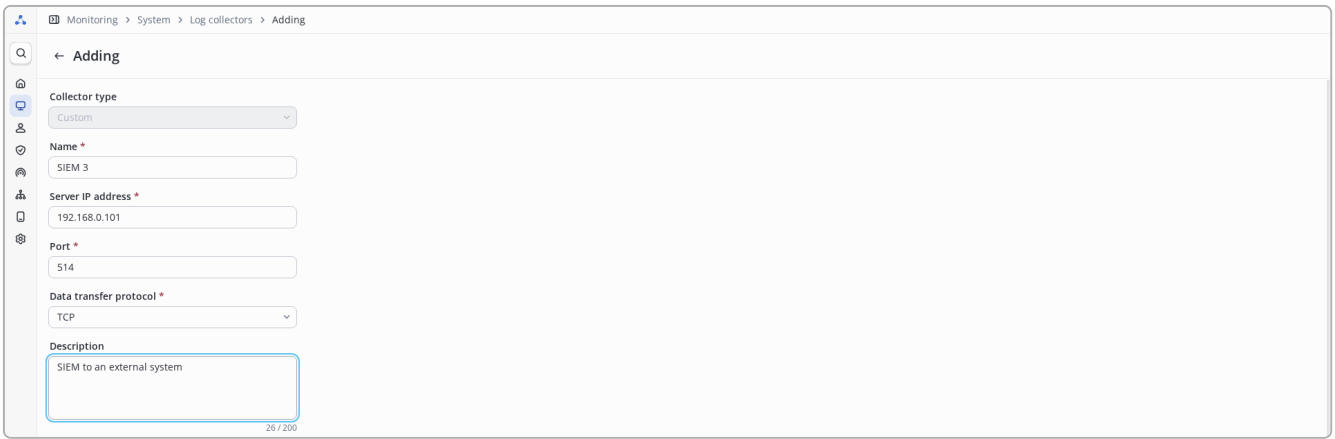 Monitoring > System > Log collectors > Adding
← Adding
Collector type
Custom
Name *
SIEM 3
Server IP address *
192.168.0.101
Port *
514
Data transfer protocol *
TCP
Description
SIEM to an external system
26 / 200